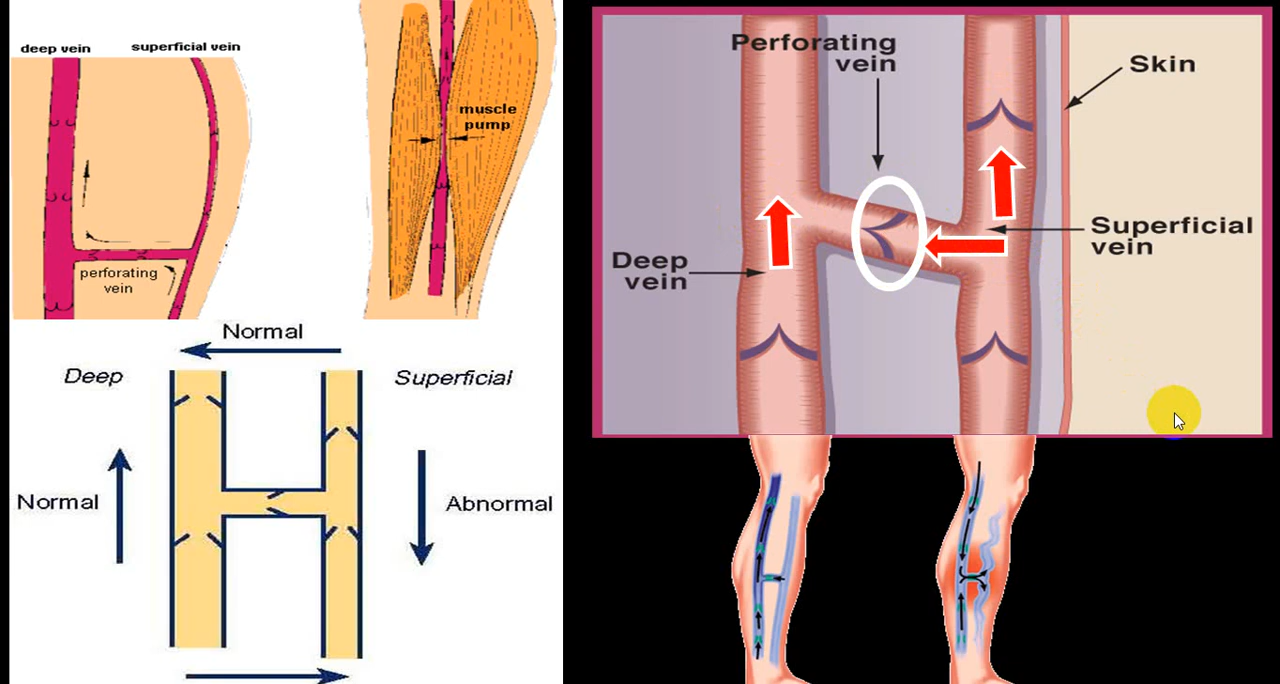 deep vein
superficial vein
perforating
vein
muscle
pump
Normal
Deep
Superficial
Normal
Abnormal
Perforating
vein
Skin
Superficial
vein
Deep
vein